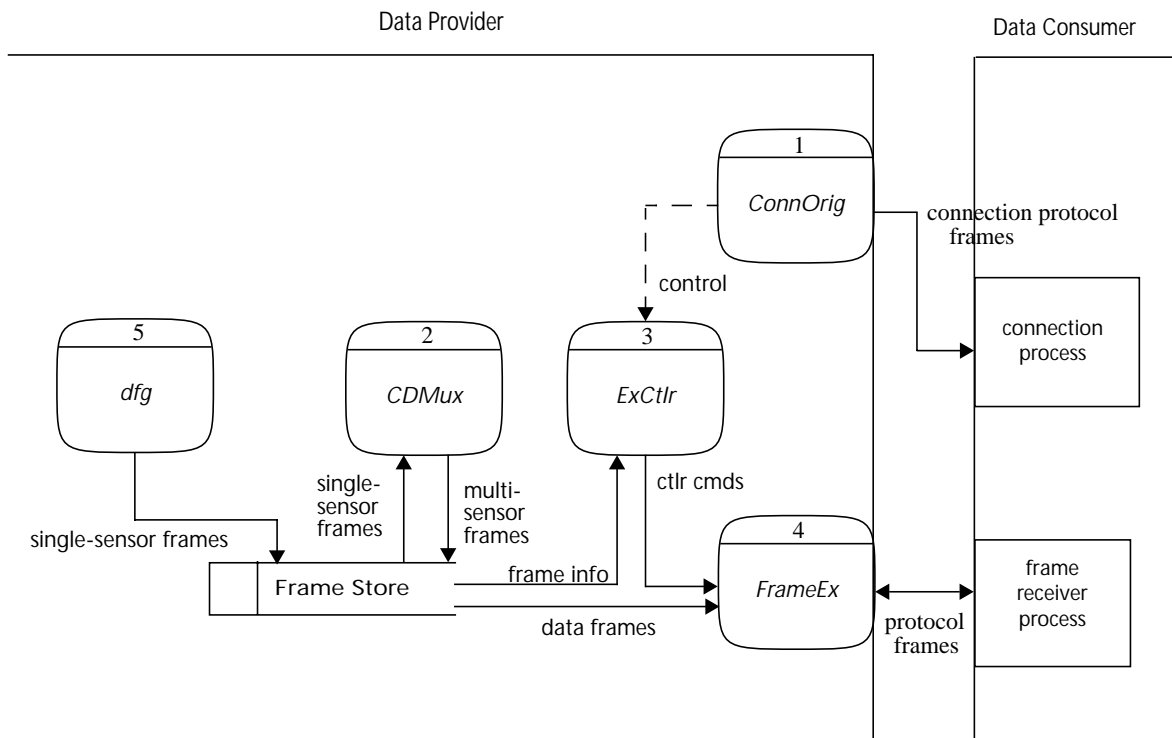 Data Provider
Data Consumer
1
ConnOrig
connection protocol
frames
control
connection
process
5
dfg
2
CDMux
3
ExCtlr
single-
sensor
frames
multi-
sensor
frames
ctlr cmds
single-sensor frames
Frame Store
frame info
data frames
4
FrameEx
protocol
frames
frame
receiver
process